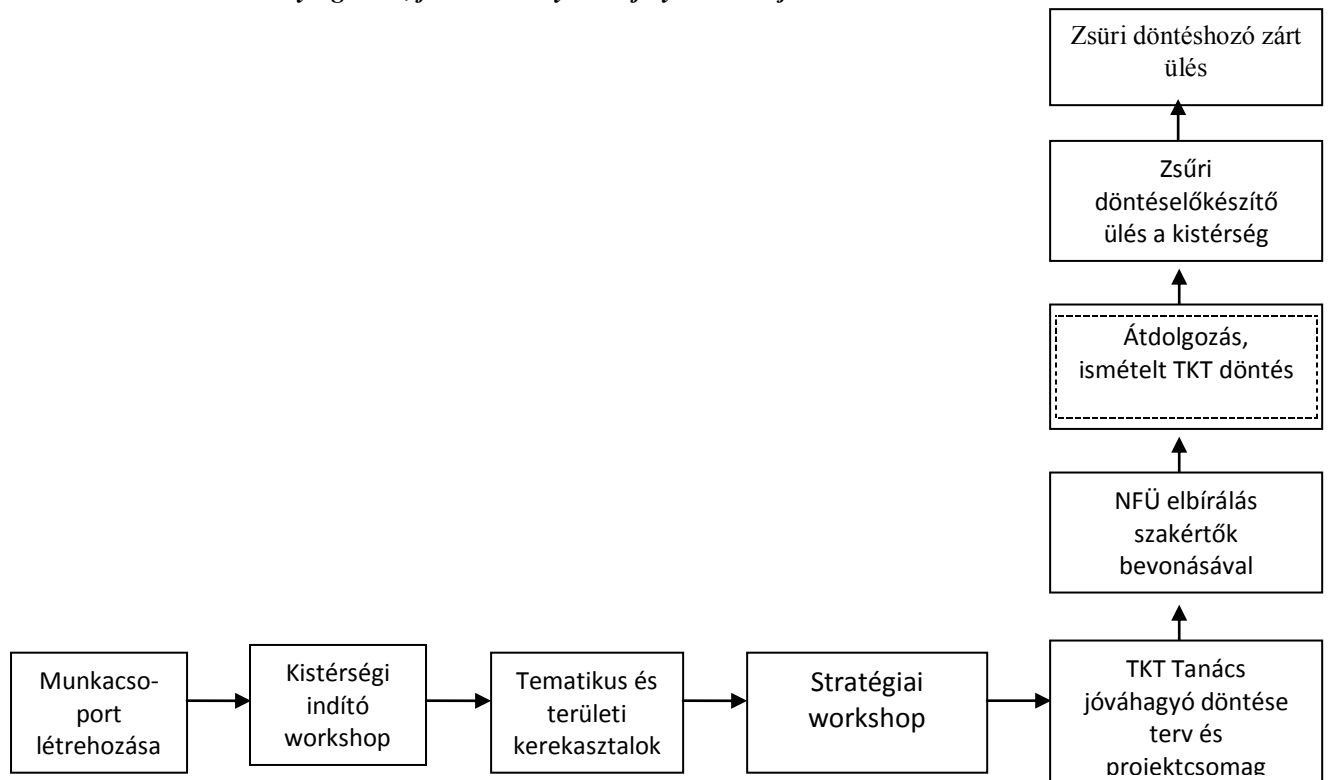 Zsüri döntéshozó zárt
ülés
Zsűri
döntéselőkészítő
ülés a kistérség
Átdolgozás,
ismételt TKT döntés
NFÜ elbírálás
szakértők
bevonásával
Munkacso-
port
létrehozása
Kistérségi
indító
workshop
Tematikus és
területi
kerekasztalok
Stratégiai
workshop
TKT Tanács
jóváhagyó döntése
terv és
projektcsomag